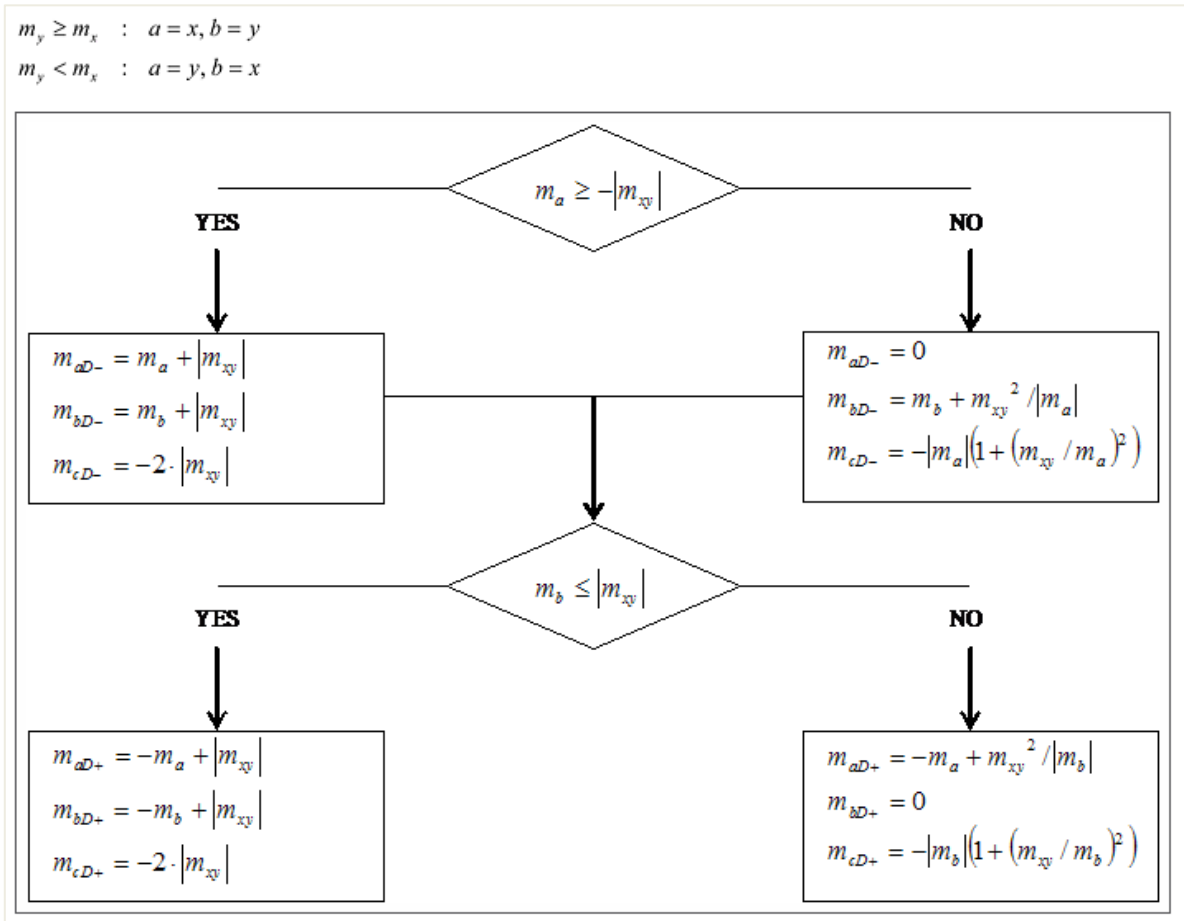 m_y ≥ m_x : a = x, b = y
m_y < m_x : a = y, b = x
m_a ≥ −|m_xy|
YES
NO
m_aD− = m_a + |m_xy|
m_bD− = m_b + |m_xy|
m_cD− = −2·|m_xy|
m_aD− = 0
m_bD− = m_b + m_xy² /|m_a|
m_cD− = −|m_a|(1 + (m_xy / m_a)²)
m_b ≤ |m_xy|
YES
NO
m_aD+ = −m_a + |m_xy|
m_bD+ = −m_b + |m_xy|
m_cD+ = −2·|m_xy|
m_aD+ = −m_a + m_xy² /|m_b|
m_bD+ = 0
m_cD+ = −|m_b|(1 + (m_xy / m_b)²)